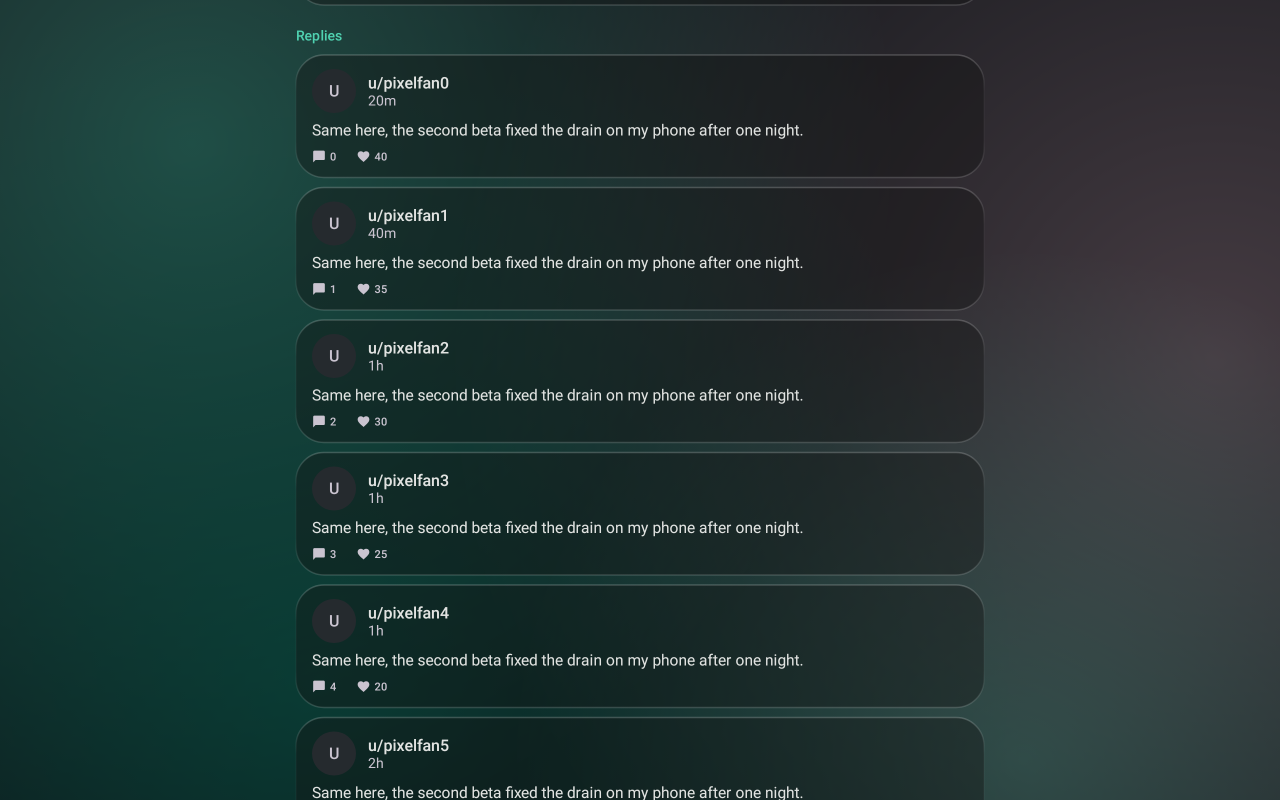 Replies
U
u/pixelfan0
20m
Same here, the second beta fixed the drain on my phone after one night.
0 40
U
u/pixelfan1
40m
Same here, the second beta fixed the drain on my phone after one night.
1 35
U
u/pixelfan2
1h
Same here, the second beta fixed the drain on my phone after one night.
2 30
U
u/pixelfan3
1h
Same here, the second beta fixed the drain on my phone after one night.
3 25
U
u/pixelfan4
1h
Same here, the second beta fixed the drain on my phone after one night.
4 20
U
u/pixelfan5
2h
Same here, the second beta fixed the drain on my phone after one night.